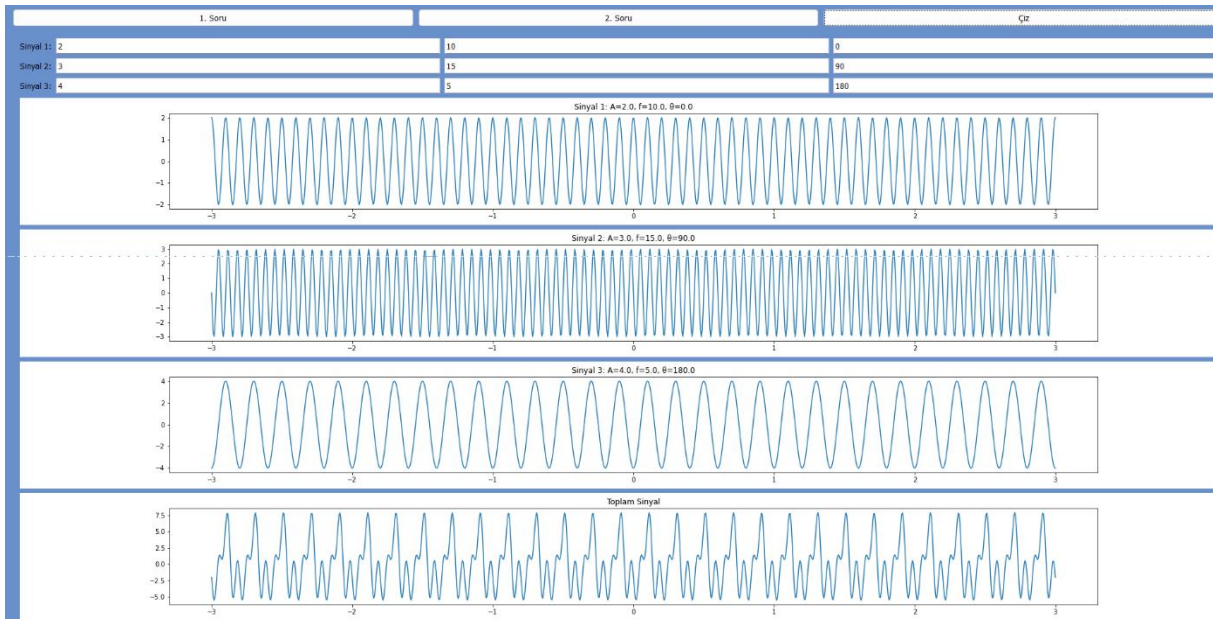 1. Soru 2. Soru Çiz
Sinyal 1: 2 10 0
Sinyal 2: 3 15 90
Sinyal 3: 4 5 180
Sinyal 1: A=2.0, f=10.0, θ=0.0
2
1
0
−1
−2
−3 −2 −1 0 1 2 3
Sinyal 2: A=3.0, f=15.0, θ=90.0
3
2
1
0
−1
−2
−3
−3 −2 −1 0 1 2 3
Sinyal 3: A=4.0, f=5.0, θ=180.0
4
2
0
−2
−4
−3 −2 −1 0 1 2 3
Toplam Sinyal
7.5
5.0
2.5
0.0
−2.5
−5.0
−3 −2 −1 0 1 2 3